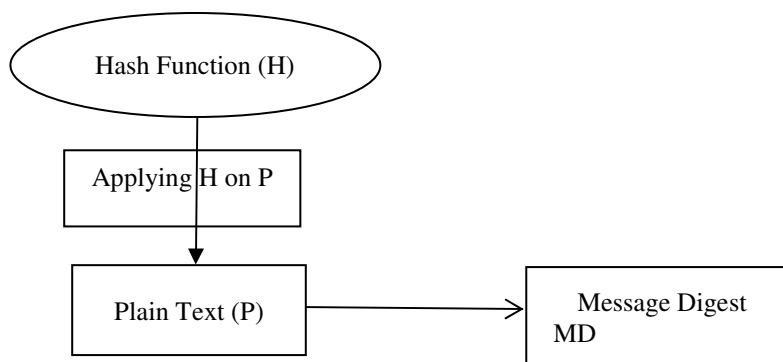 Hash Function (H)
Applying H on P
Plain Text (P)
Message Digest
MD